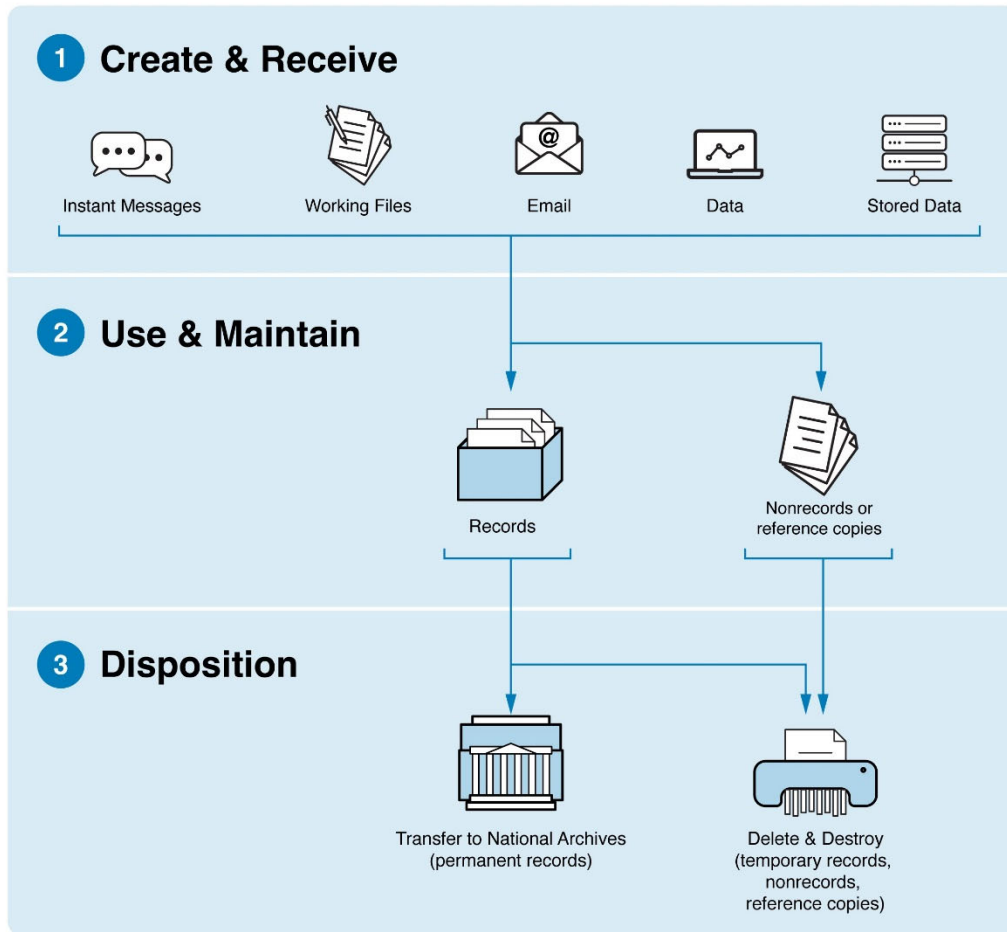 1 Create & Receive
@
Instant Messages
Working Files
Email
Data
Stored Data
2 Use & Maintain
Records
Nonrecords or
reference copies
3 Disposition
Transfer to National Archives
(permanent records)
Delete & Destroy
(temporary records,
nonrecords,
reference copies)